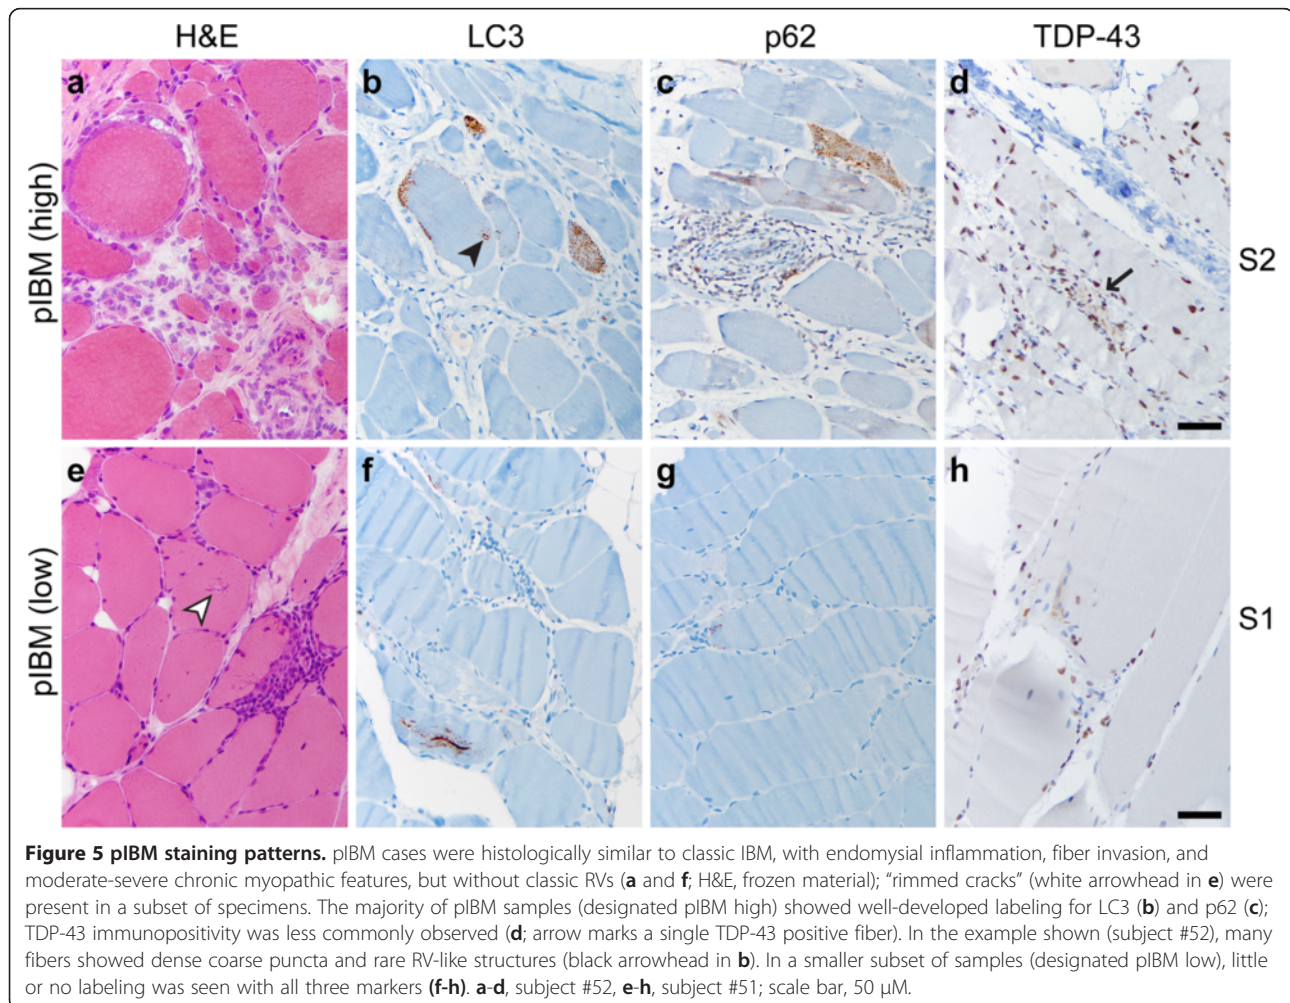 H&E LC3 p62 TDP-43
a b c d
pIBM (high)
S2
e f g h
pIBM (low)
S1
Figure 5 pIBM staining patterns. pIBM cases were histologically similar to classic IBM, with endomysial inflammation, fiber invasion, and
moderate-severe chronic myopathic features, but without classic RVs (a and f; H&E, frozen material); “rimmed cracks” (white arrowhead in e) were
present in a subset of specimens. The majority of pIBM samples (designated pIBM high) showed well-developed labeling for LC3 (b) and p62 (c);
TDP-43 immunopositivity was less commonly observed (d; arrow marks a single TDP-43 positive fiber). In the example shown (subject #52), many
fibers showed dense coarse puncta and rare RV-like structures (black arrowhead in b). In a smaller subset of samples (designated pIBM low), little
or no labeling was seen with all three markers (f-h). a-d, subject #52, e-h, subject #51; scale bar, 50 μM.